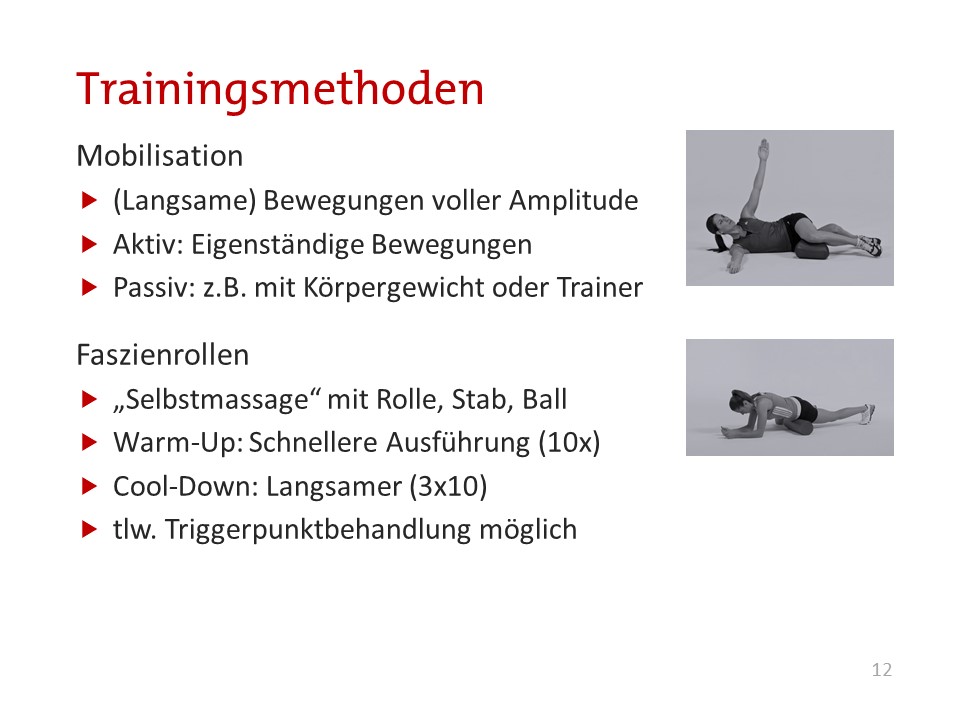 Trainingsmethoden
Mobilisation
(Langsame) Bewegungen voller Amplitude
Aktiv: Eigenständige Bewegungen
Passiv: z.B. mit Körpergewicht oder Trainer
Faszienrollen
„Selbstmassage“ mit Rolle, Stab, Ball
Warm-Up: Schnellere Ausführung (10x)
Cool-Down: Langsamer (3x10)
tlw. Triggerpunktbehandlung möglich
12